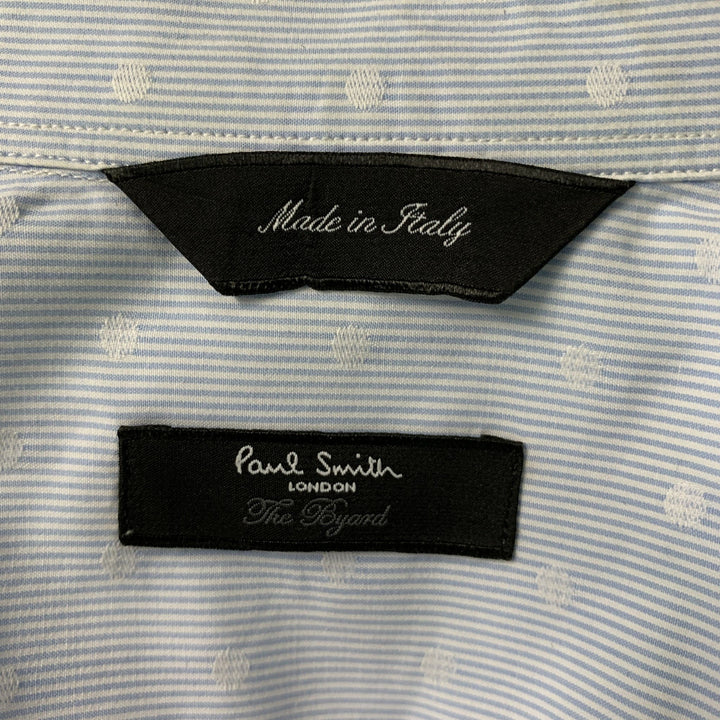 Made in Italy
Paul Smith
LONDON
The Byard